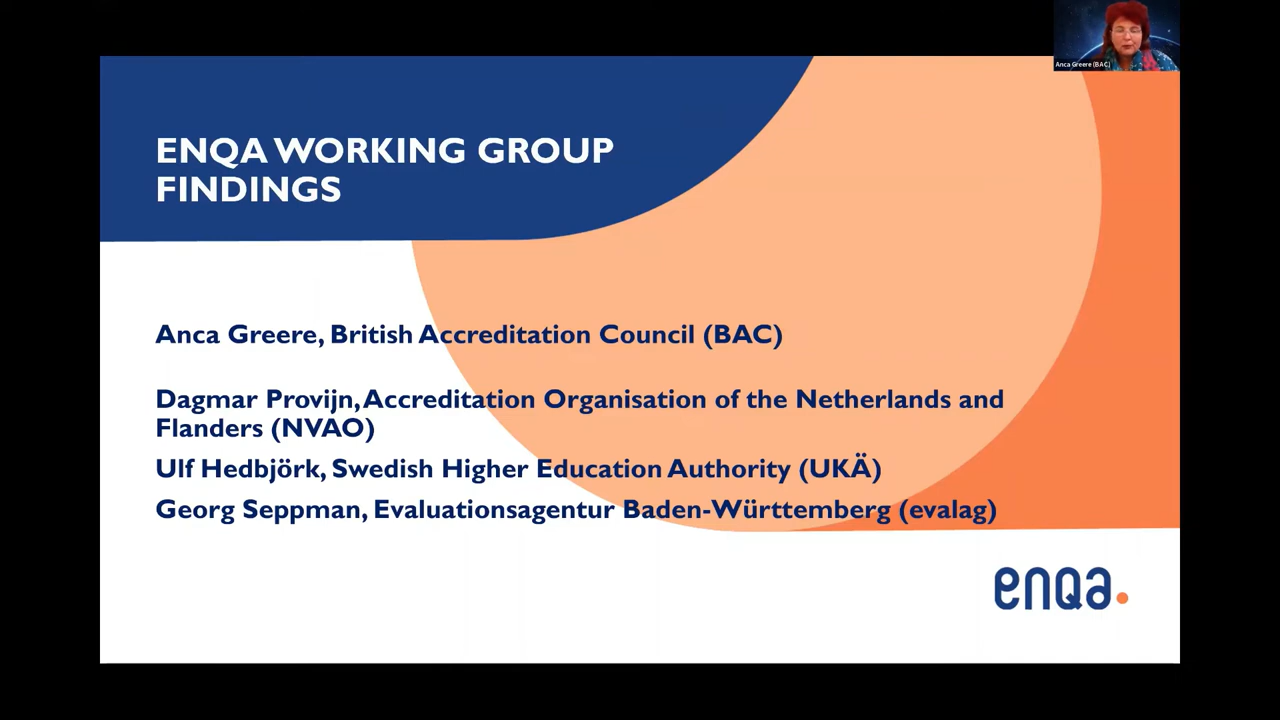 Anca Greere (BAC)
ENQA WORKING GROUP
FINDINGS
Anca Greere, British Accreditation Council (BAC)
Dagmar Provijn, Accreditation Organisation of the Netherlands and
Flanders (NVAO)
Ulf Hedbjörk, Swedish Higher Education Authority (UKÄ)
Georg Seppman, Evaluationsagentur Baden-Württemberg (evalag)
enqa.